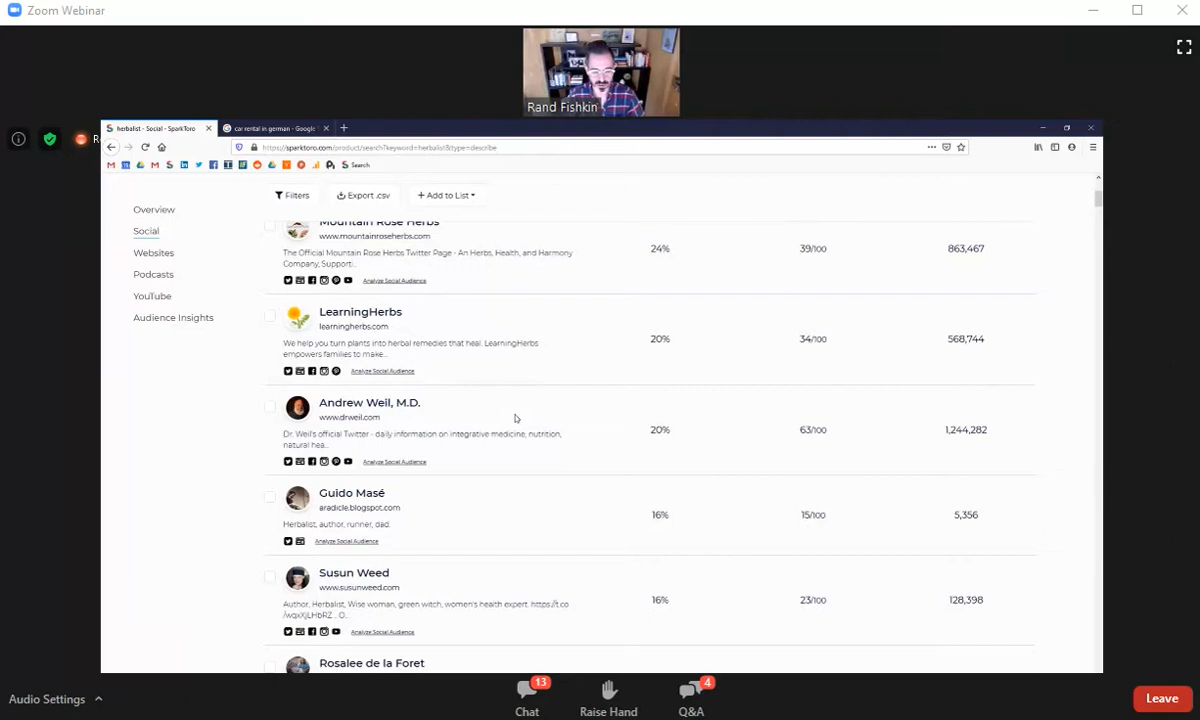 Zoom Webinar
Rand Fishkin
herbalist - Social - SparkToro
car rental in german - Google
https://sparktoro.com/product/search?keyword=herbalist&type=describe
Search
Filters
Export .csv
+ Add to List
Overview
Social
Websites
Podcasts
YouTube
Audience Insights
Mountain Rose Herbs
www.mountainroseherbs.com
24%
39/100
863,467
The Official Mountain Rose Herbs Twitter Page - An Herbs, Health, and Harmony
Company, Supporti...
Analyze Social Audience
LearningHerbs
learningherbs.com
20%
34/100
568,744
We help you turn plants into herbal remedies that heal. LearningHerbs
empowers families to make...
Analyze Social Audience
Andrew Weil, M.D.
www.drweil.com
20%
63/100
1,244,282
Dr. Weil's official Twitter - daily information on integrative medicine, nutrition,
natural hea...
Analyze Social Audience
Guido Masé
aradicle.blogspot.com
16%
15/100
5,356
Herbalist, author, runner, dad.
Analyze Social Audience
Susun Weed
www.susunweed.com
16%
23/100
128,398
Author, Herbalist, Wise woman, green witch, women's health expert. https://t.co
/wqxXjLHbRZ... O...
Analyze Social Audience
Rosalee de la Foret
Audio Settings
13
Chat
Raise Hand
4
Q&A
Leave